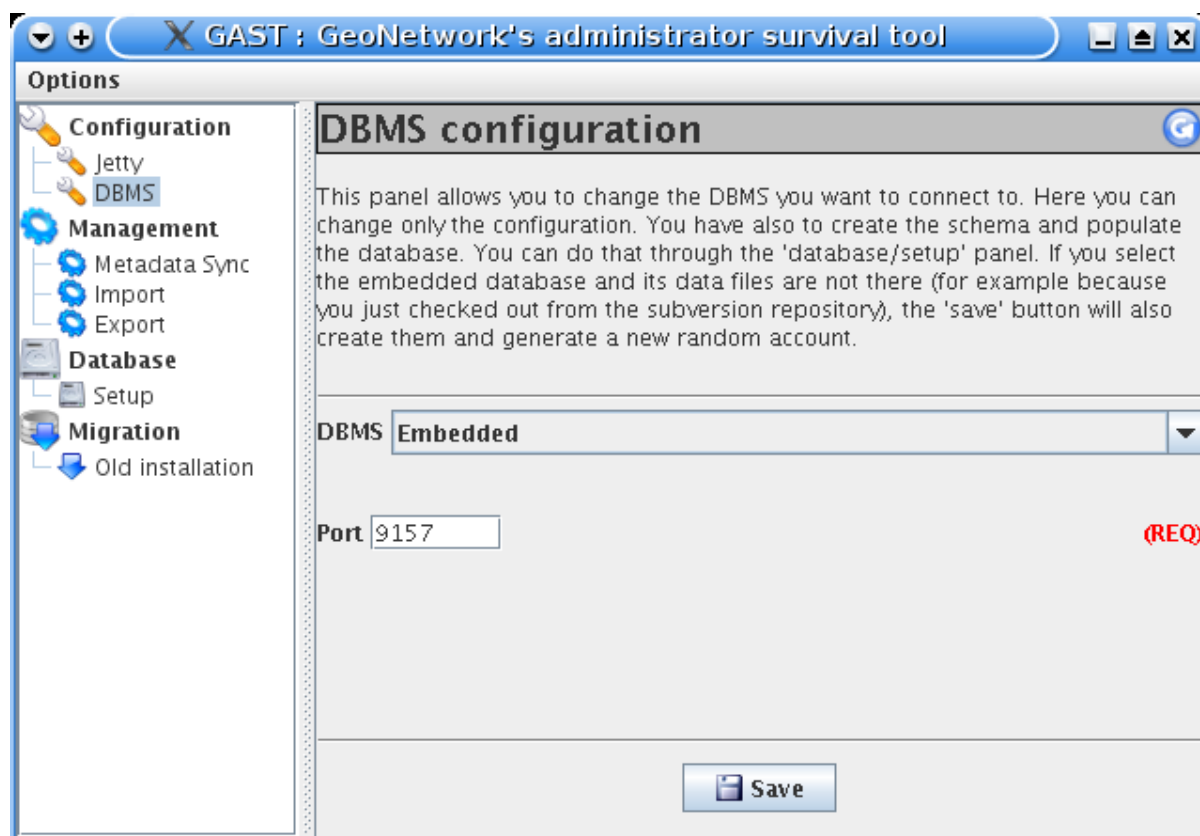 GAST : GeoNetwork's administrator survival tool
Options
Configuration
Jetty
DBMS
Management
Metadata Sync
Import
Export
Database
Setup
Migration
Old installation
DBMS configuration
This panel allows you to change the DBMS you want to connect to. Here you can
change only the configuration. You have also to create the schema and populate
the database. You can do that through the 'database/setup' panel. If you select
the embedded database and its data files are not there (for example because
you just checked out from the subversion repository), the 'save' button will also
create them and generate a new random account.
DBMS Embedded
Port 9157 (REQ)
Save